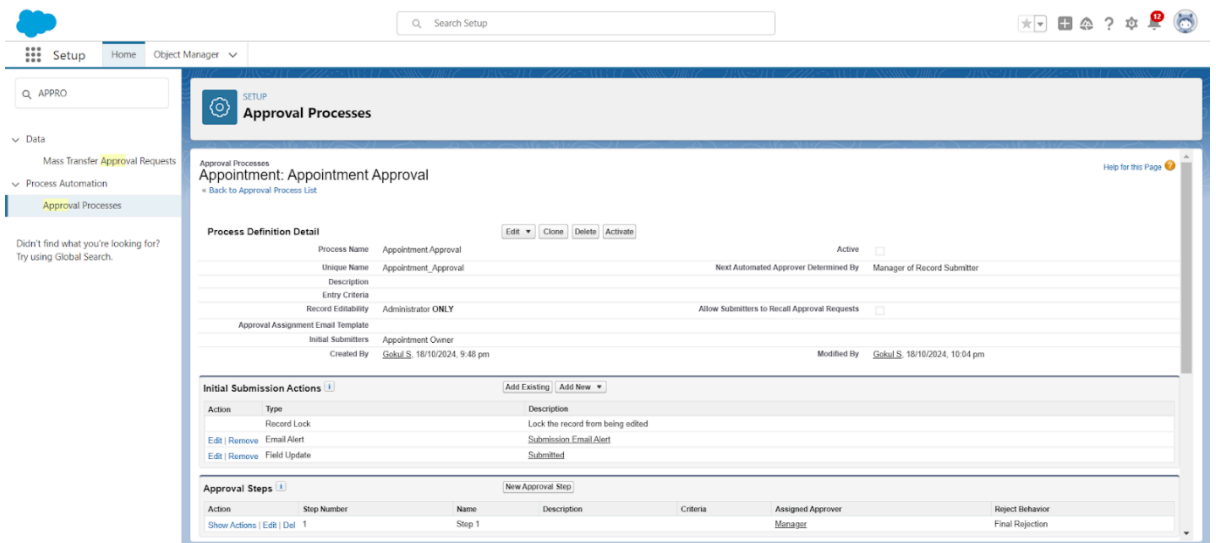 Search Setup
12
Setup Home Object Manager
APPRO
Data
Mass Transfer Approval Requests
Process Automation
Approval Processes
Didn't find what you're looking for?
Try using Global Search.
SETUP
Approval Processes
Approval Processes
Appointment: Appointment Approval
« Back to Approval Process List
Help for this Page ?
Process Definition Detail Edit Clone Delete Activate
Process Name Appointment Approval Active
Unique Name Appointment_Approval Next Automated Approver Determined By Manager of Record Submitter
Description
Entry Criteria
Record Editability Administrator ONLY Allow Submitters to Recall Approval Requests
Approval Assignment Email Template
Initial Submitters Appointment Owner
Created By Gokul S, 18/10/2024, 9:48 pm Modified By Gokul S, 18/10/2024, 10:04 pm
Initial Submission Actions i Add Existing Add New
Action Type Description
Record Lock Lock the record from being edited
Edit | Remove Email Alert Submission Email Alert
Edit | Remove Field Update Submitted
Approval Steps i New Approval Step
Action Step Number Name Description Criteria Assigned Approver Reject Behavior
Show Actions | Edit | Del 1 Step 1 Manager Final Rejection